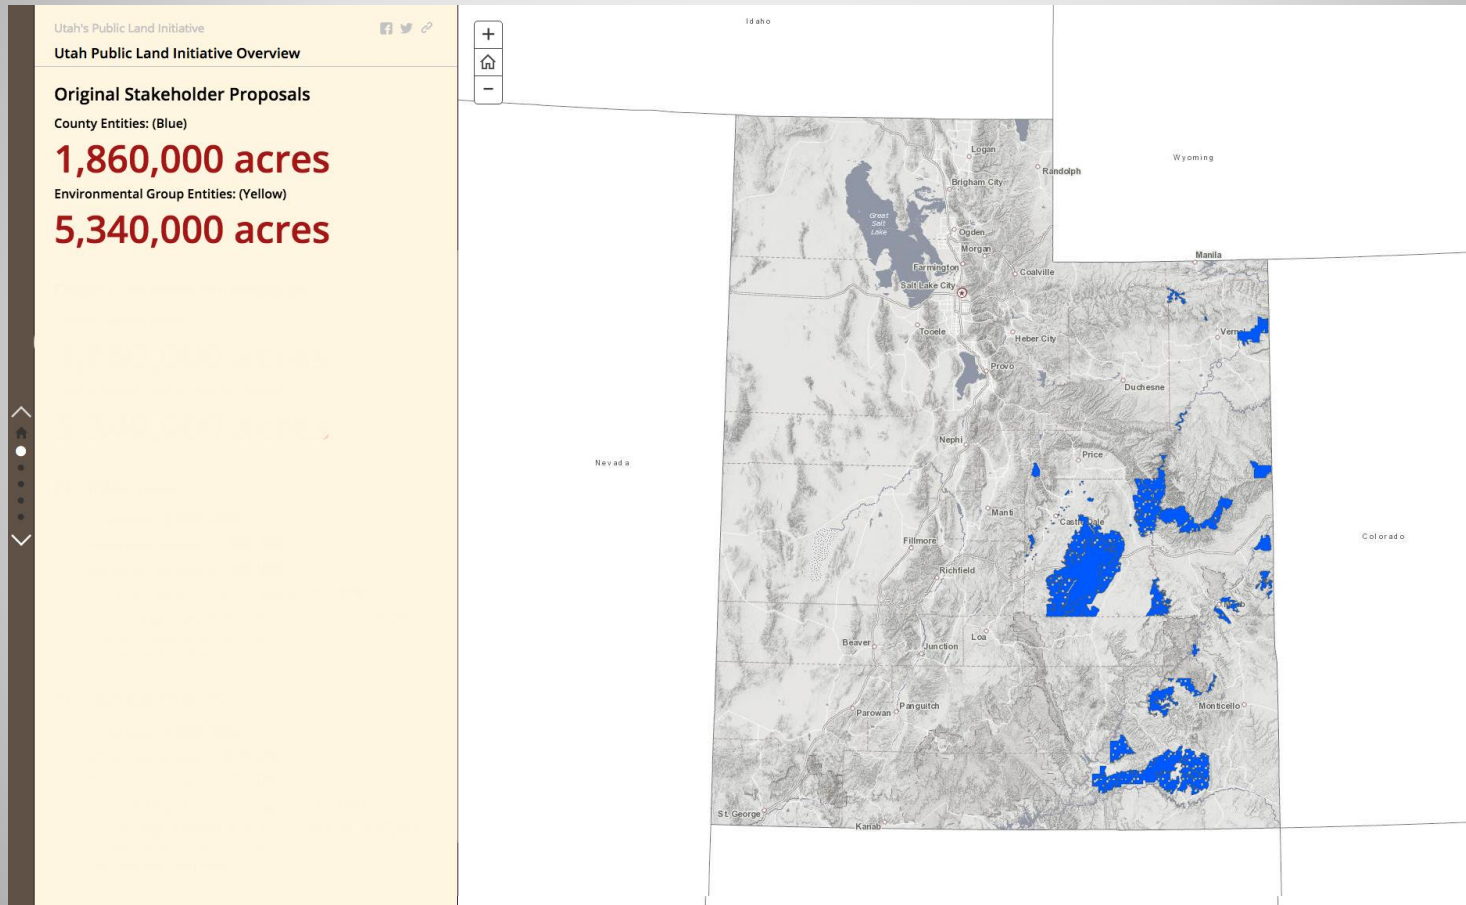 Utah's Public Land Initiative
Utah Public Land Initiative Overview
Original Stakeholder Proposals
County Entities: (Blue)
1,860,000 acres
Environmental Group Entities: (Yellow)
5,340,000 acres
+
−
Idaho
Wyoming
Nevada
Colorado
Logan
Randolph
Brigham City
Great
Salt
Lake
Ogden
Morgan
Manila
Farmington
Coalville
Salt Lake City
Tooele
Heber City
Provo
Duchesne
Nephi
Price
Manti
Fillmore
Richfield
Beaver
Junction
Loa
Parowan
Panguitch
Monticello
St. George
Kanab